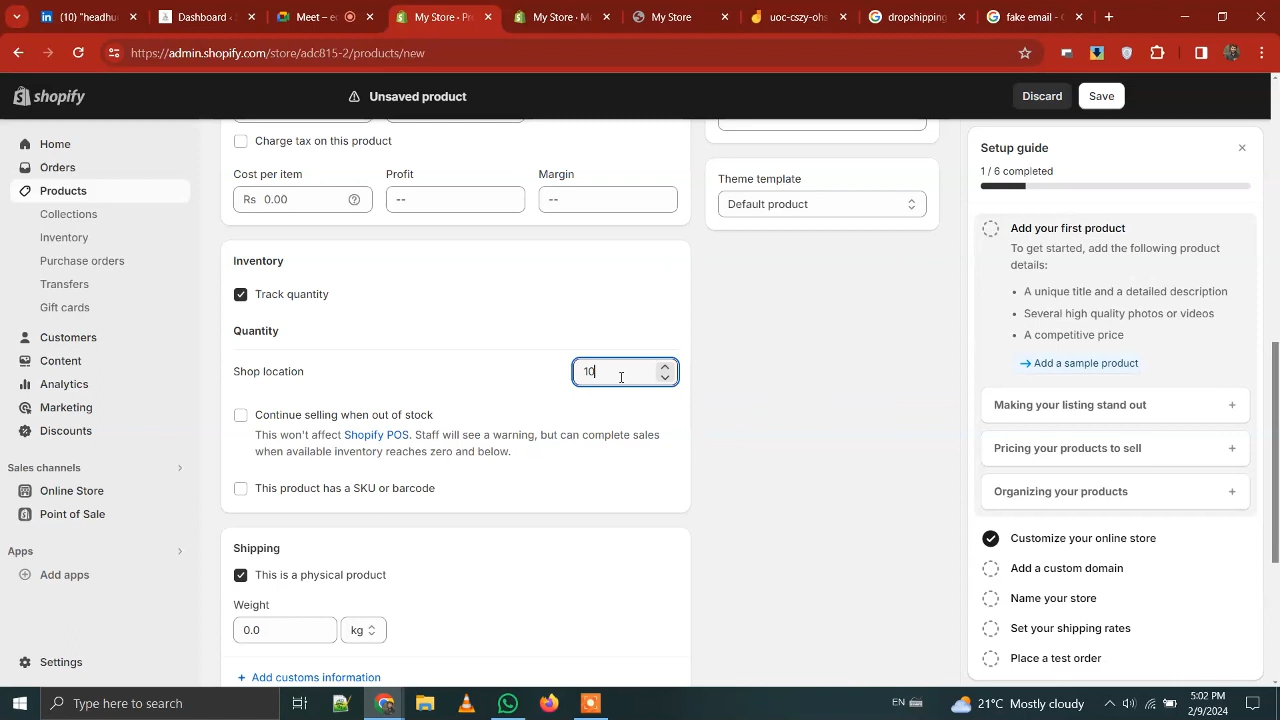 (20) "headhu
Dashboard < 2
Meet – e
My Store · Pr
My Store · Ma
My Store
uoc-cszy-ohs
dropshipping
fake email - G
https://admin.shopify.com/store/adc815-2/products/new
shopify
Unsaved product
Discard
Save
Home
Orders
Products
Collections
Inventory
Purchase orders
Transfers
Gift cards
Customers
Content
Analytics
Marketing
Discounts
Sales channels
Online Store
Point of Sale
Apps
Add apps
Settings
Charge tax on this product
Cost per item
Profit
Margin
Rs 0.00
--
--
Inventory
Track quantity
Quantity
Shop location
10
Continue selling when out of stock
This won't affect Shopify POS. Staff will see a warning, but can complete sales
when available inventory reaches zero and below.
This product has a SKU or barcode
Shipping
This is a physical product
Weight
0.0
kg
+ Add customs information
Theme template
Default product
Setup guide
1 / 6 completed
Add your first product
To get started, add the following product
details:
• A unique title and a detailed description
• Several high quality photos or videos
• A competitive price
Add a sample product
Making your listing stand out
Pricing your products to sell
Organizing your products
Customize your online store
Add a custom domain
Name your store
Set your shipping rates
Place a test order
Type here to search
EN
21°C Mostly cloudy
5:02 PM
2/9/2024